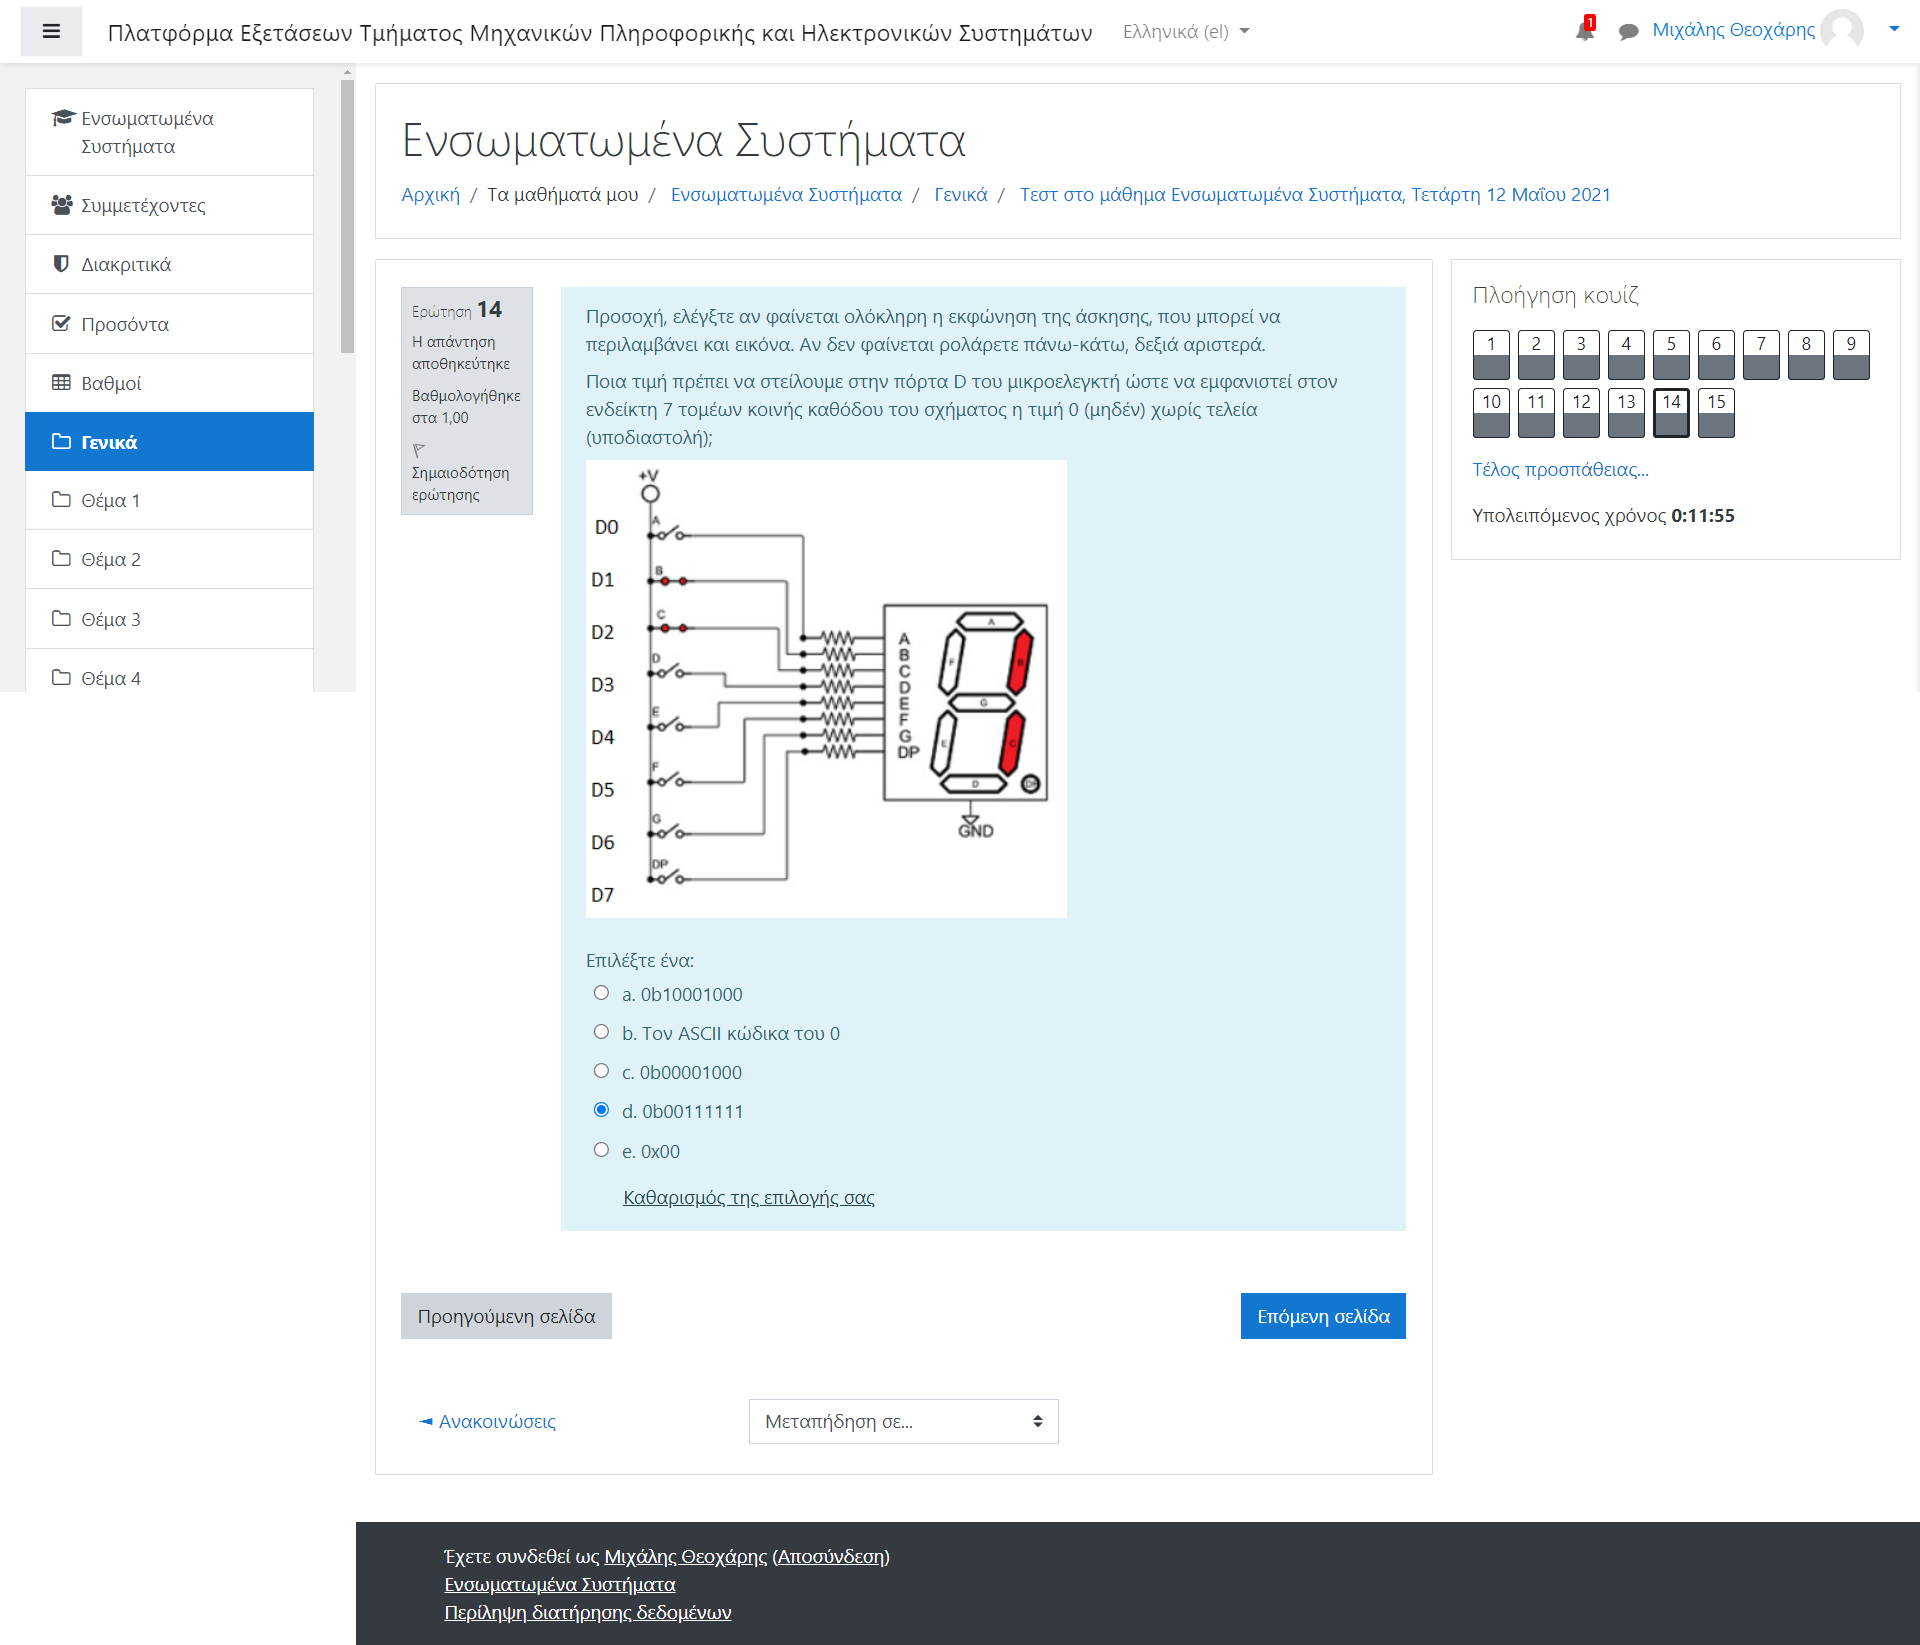 Πλατφόρμα Εξετάσεων Τμήματος Μηχανικών Πληροφορικής και Ηλεκτρονικών Συστημάτων
Ελληνικά (el)
1
Μιχάλης Θεοχάρης
Ενσωματωμένα
Συστήματα
Συμμετέχοντες
Διακριτικά
Προσόντα
Βαθμοί
Γενικά
Θέμα 1
Θέμα 2
Θέμα 3
Θέμα 4
Ενσωματωμένα Συστήματα
Αρχική / Τα μαθήματά μου / Ενσωματωμένα Συστήματα / Γενικά / Τεστ στο μάθημα Ενσωματωμένα Συστήματα, Τετάρτη 12 Μαΐου 2021
Ερώτηση 14
Η απάντηση
αποθηκεύτηκε
Βαθμολογήθηκε
στα 1,00
Σημαιοδότηση
ερώτησης
Προσοχή, ελέγξτε αν φαίνεται ολόκληρη η εκφώνηση της άσκησης, που μπορεί να
περιλαμβάνει και εικόνα. Αν δεν φαίνεται ρολάρετε πάνω-κάτω, δεξιά αριστερά.
Ποια τιμή πρέπει να στείλουμε στην πόρτα D του μικροελεγκτή ώστε να εμφανιστεί στον
ενδείκτη 7 τομέων κοινής καθόδου του σχήματος η τιμή 0 (μηδέν) χωρίς τελεία
(υποδιαστολή);
+V
D0
A
D1
B
D2
C
D3
D
D4
E
D5
F
D6
G
D7
DP
A
B
C
D
E
F
G
DP
A
F
B
G
E
C
D
DP
GND
Επιλέξτε ένα:
a. 0b10001000
b. Τον ASCII κώδικα του 0
c. 0b00001000
d. 0b00111111
e. 0x00
Καθαρισμός της επιλογής σας
Προηγούμενη σελίδα
Επόμενη σελίδα
◄ Ανακοινώσεις
Μεταπήδηση σε...
Πλοήγηση κουίζ
1 2 3 4 5 6 7 8 9
10 11 12 13 14 15
Τέλος προσπάθειας...
Υπολειπόμενος χρόνος 0:11:55
Έχετε συνδεθεί ως Μιχάλης Θεοχάρης (Αποσύνδεση)
Ενσωματωμένα Συστήματα
Περίληψη διατήρησης δεδομένων